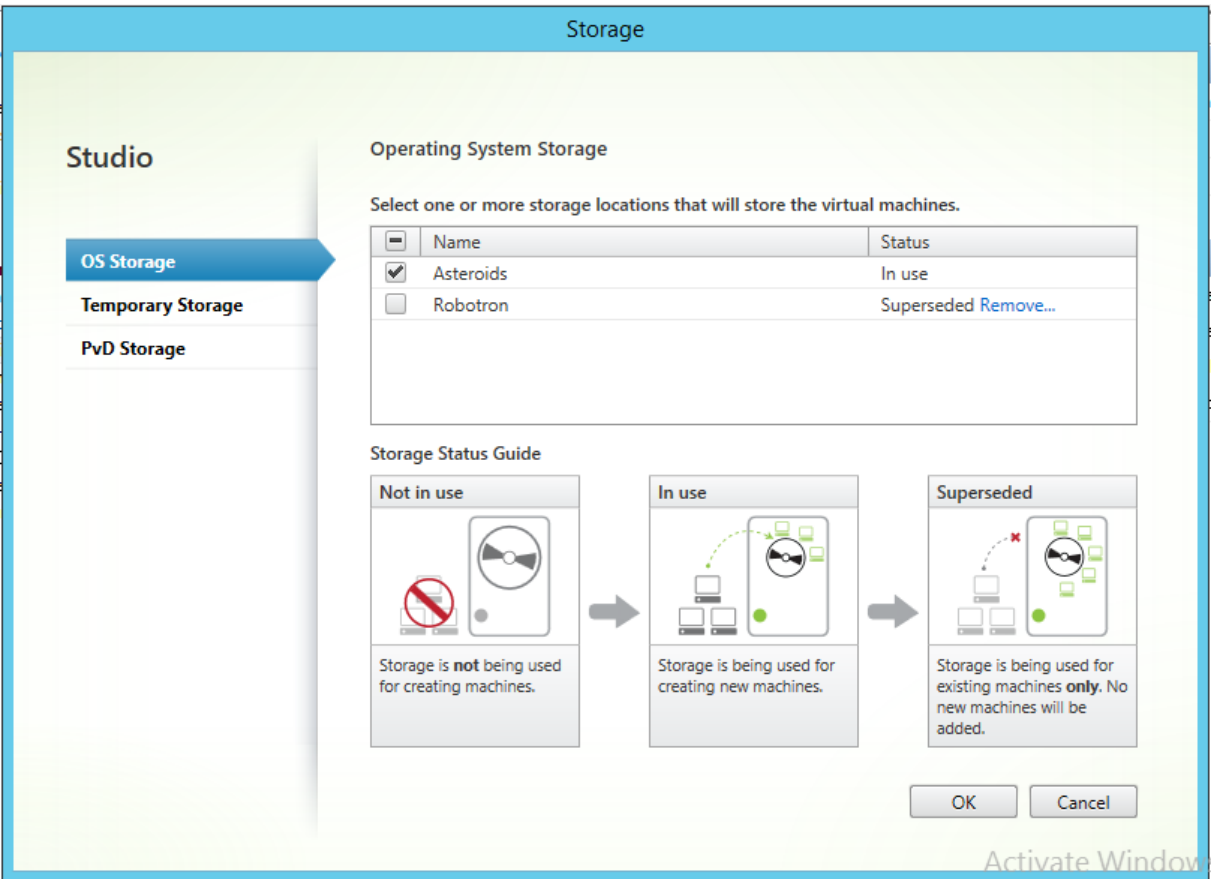 Storage
Studio
OS Storage
Temporary Storage
PvD Storage
Operating System Storage
Select one or more storage locations that will store the virtual machines.
Name Status
Asteroids In use
Robotron Superseded Remove...
Storage Status Guide
Not in use
Storage is not being used
for creating machines.
In use
Storage is being used for
creating new machines.
Superseded
Storage is being used for
existing machines only. No
new machines will be
added.
OK Cancel
Activate Window